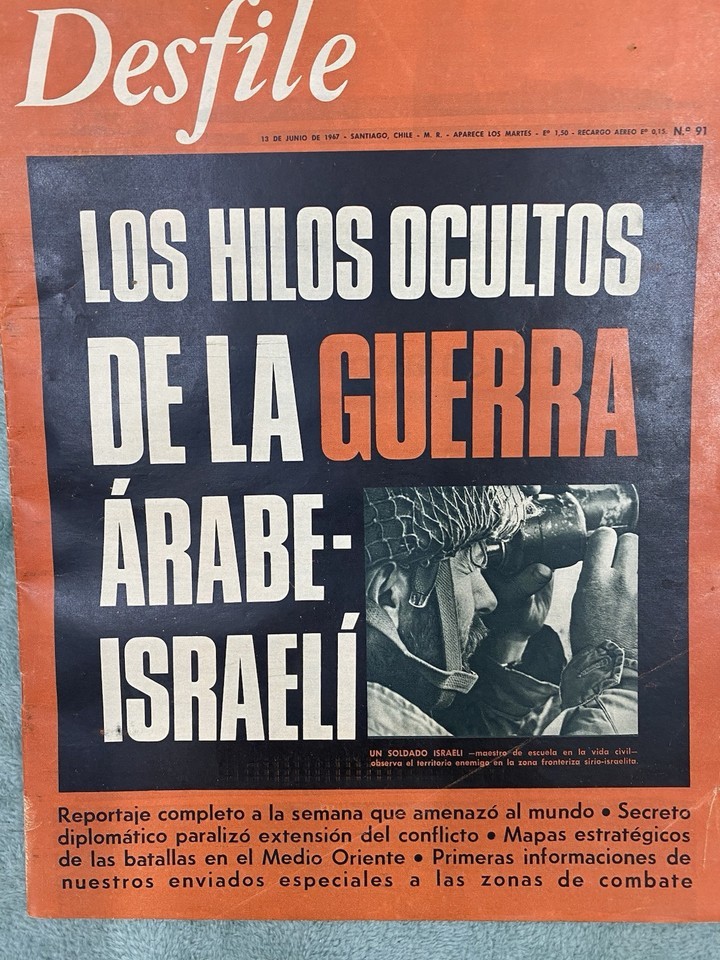 Desfile
13 DE JUNIO DE 1967 - SANTIAGO, CHILE - M. R. - APARECE LOS MARTES - Eº 1,50 - RECARGO AEREO Eº 0,15. N.º 91
LOS HILOS OCULTOS
DE LA GUERRA
ÁRABE-
ISRAELÍ
UN SOLDADO ISRAELI —maestro de escuela en la vida civil—
observa el territorio enemigo en la zona fronteriza sirio-israelita.
Reportaje completo a la semana que amenazó al mundo • Secreto
diplomático paralizó extensión del conflicto • Mapas estratégicos
de las batallas en el Medio Oriente • Primeras informaciones de
nuestros enviados especiales a las zonas de combate